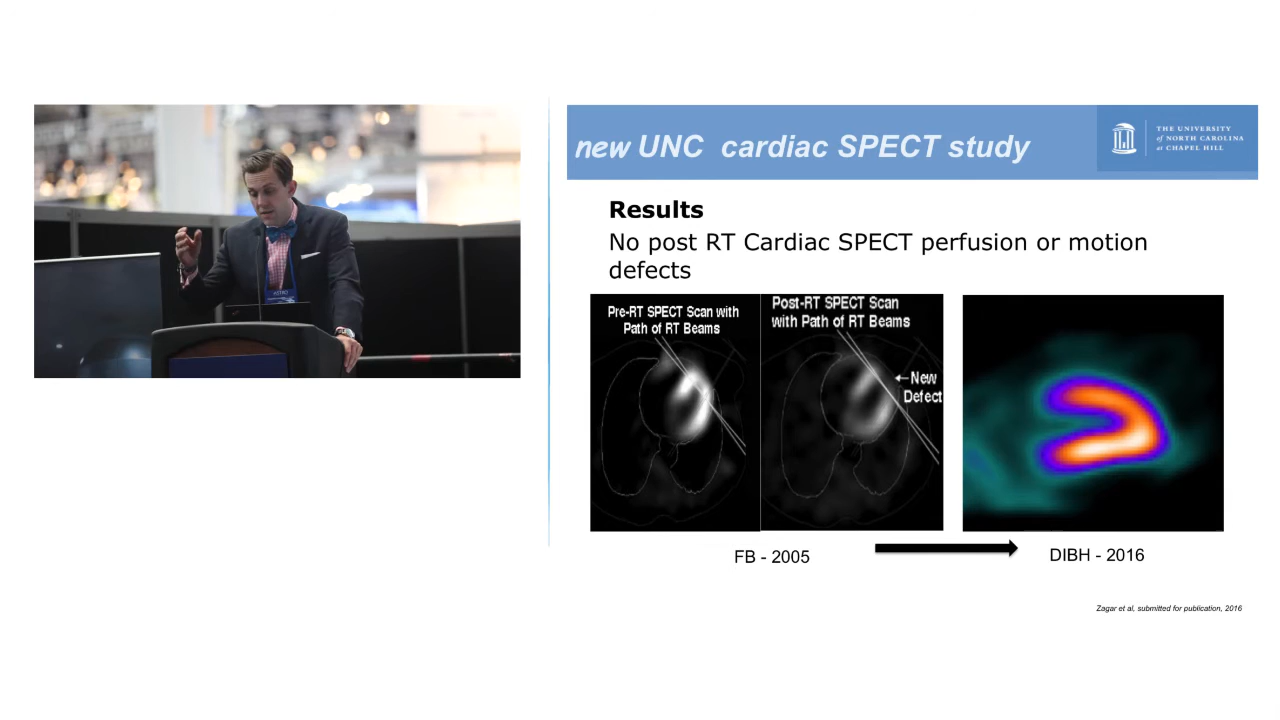 new UNC cardiac SPECT study
THE UNIVERSITY
of NORTH CAROLINA
at CHAPEL HILL
Results
No post RT Cardiac SPECT perfusion or motion
defects
Pre-RT SPECT Scan with
Path of RT Beams
Post-RT SPECT Scan
with Path of RT Beams
←New
Defect
FB - 2005
DIBH - 2016
Zagar et al, submitted for publication, 2016
ASTRO